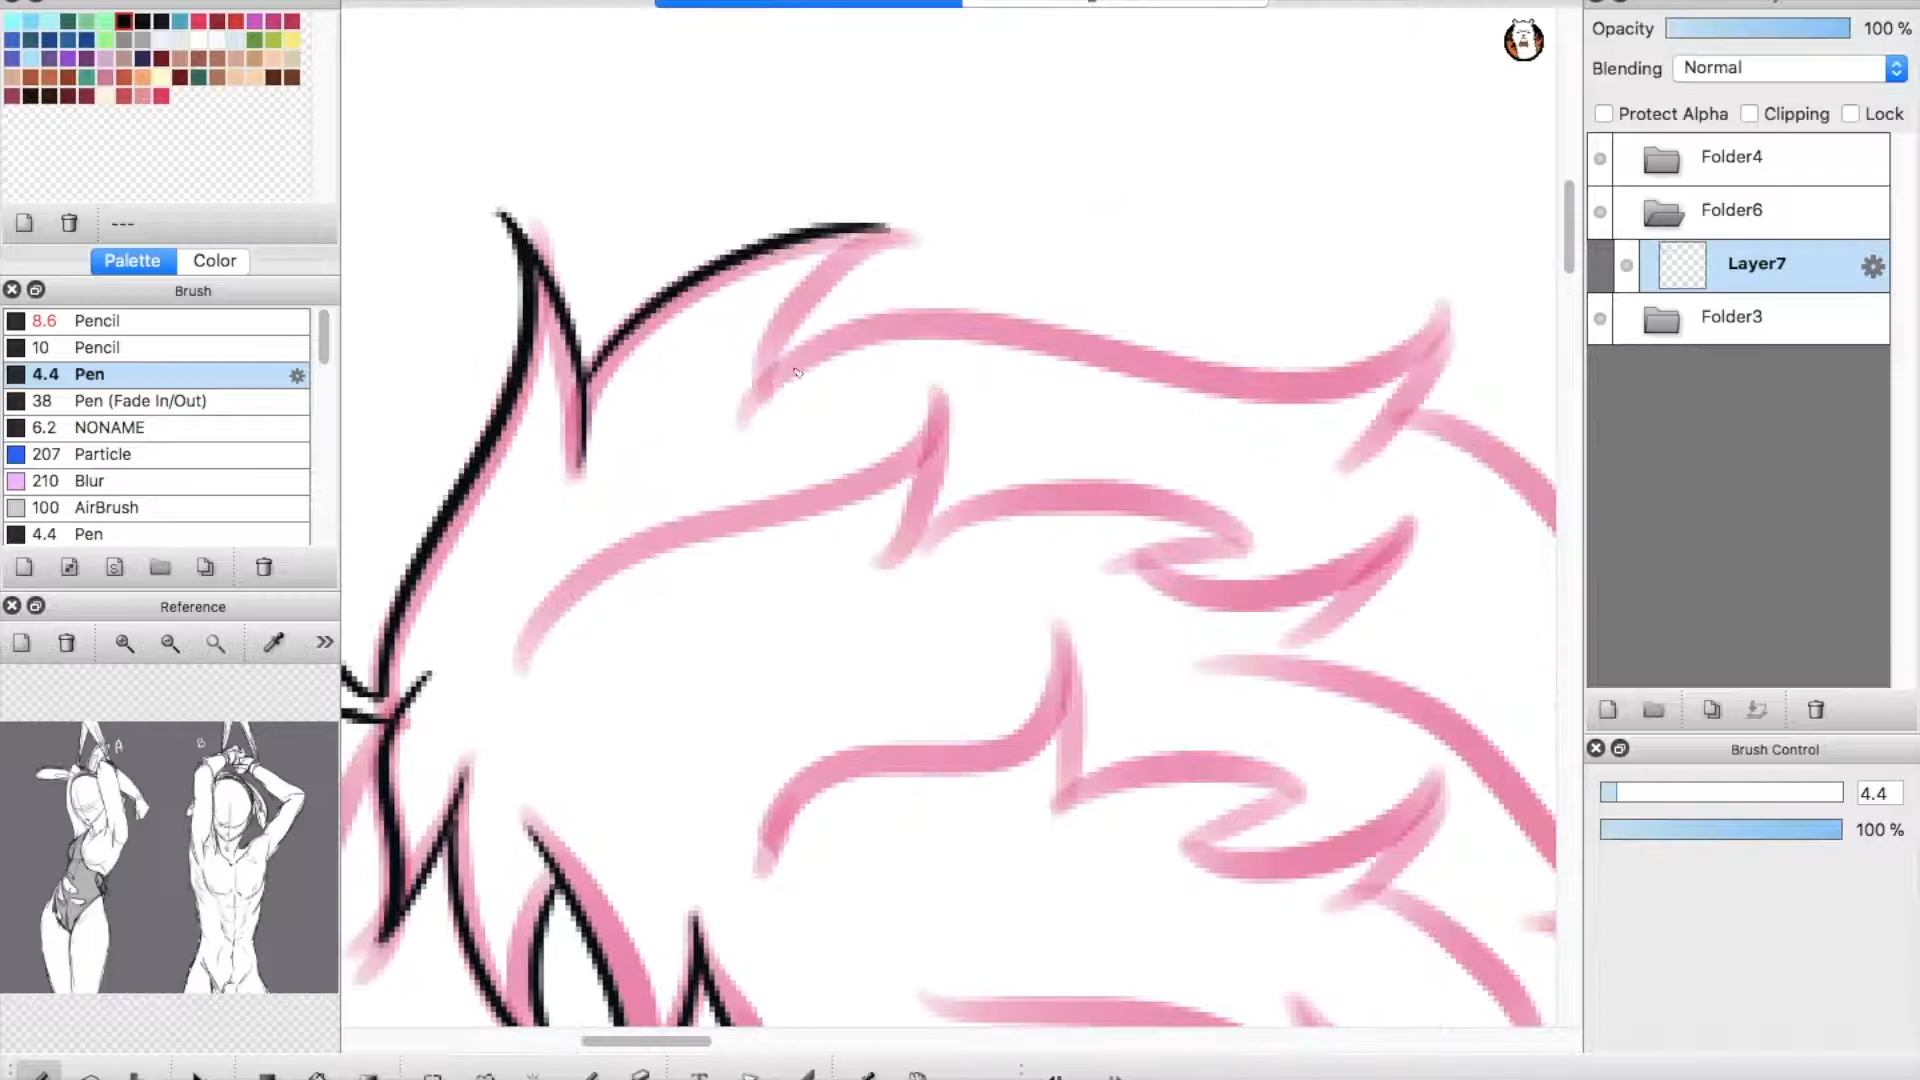 Opacity 100 %
Blending Normal
Protect Alpha Clipping Lock
Folder4
Folder6
Layer7
Folder3
---
Palette Color
Brush
8.6 Pencil
10 Pencil
4.4 Pen
38 Pen (Fade In/Out)
6.2 NONAME
207 Particle
210 Blur
100 AirBrush
4.4 Pen
Reference
A B
Brush Control
4.4
100 %